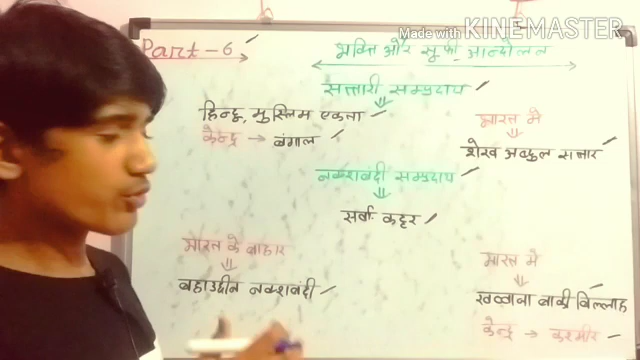 Made with KINEMASTER
Part-6
भक्ति और सूफी आन्दोलन
सत्तारी सम्प्रदाय
हिन्दू, मुस्लिम एकता
केन्द्र → बंगाल
भारत मे
शेख अब्दुल सत्तार
नक्शबंदी सम्प्रदाय
सर्वा कट्टर
भारत के बाहार
बहाउद्दीन नक्शबंदी
भारत मे
ख्वाबा बाकी विल्लाह
केन्द्र → कश्मीर